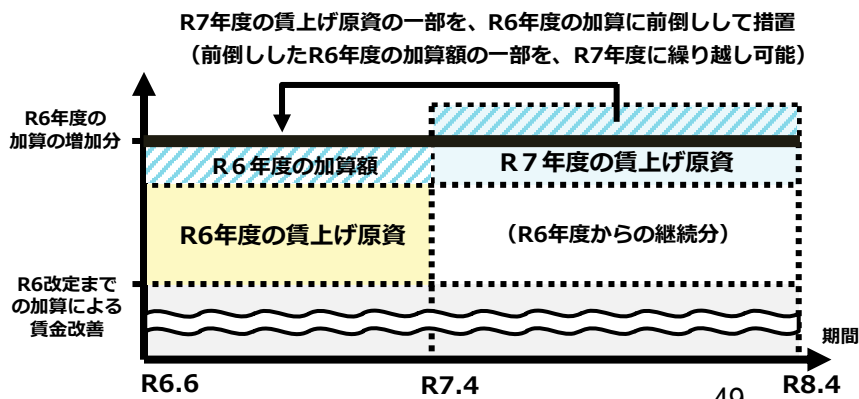 R7年度の賃上げ原資の一部を、R6年度の加算に前倒しして措置
（前倒ししたR6年度の加算額の一部を、R7年度に繰り越し可能）
R6年度の
加算の増加分
R６年度の加算額
R７年度の賃上げ原資
R6年度の賃上げ原資
（R6年度からの継続分）
R6改定まで
の加算による
賃金改善
期間
R6.6
R7.4
R8.4